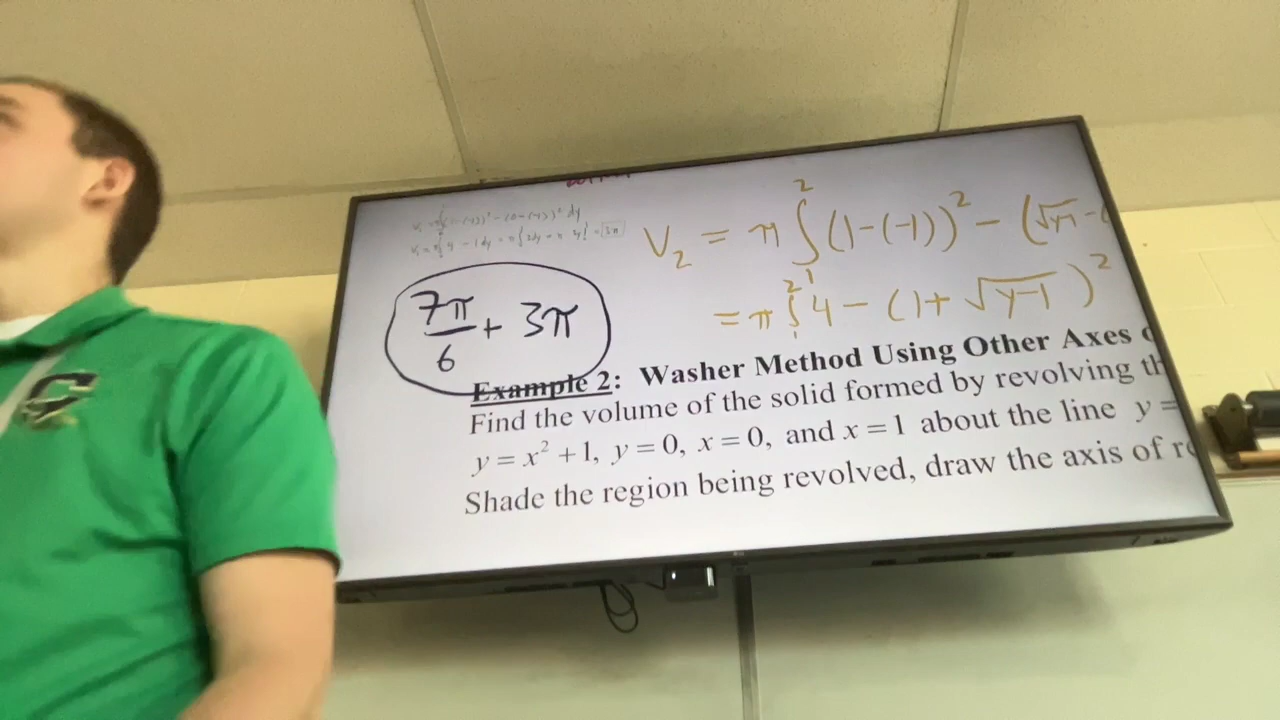 V₂ = π ∫₁² (1-(-1))² - (√y-1 - (
= π ∫₁² 4 - (1+ √y-1 )²
7π/6 + 3π
Example 2: Washer Method Using Other Axes
Find the volume of the solid formed by revolving th
y = x² + 1, y = 0, x = 0, and x = 1 about the line y =
Shade the region being revolved, draw the axis of r